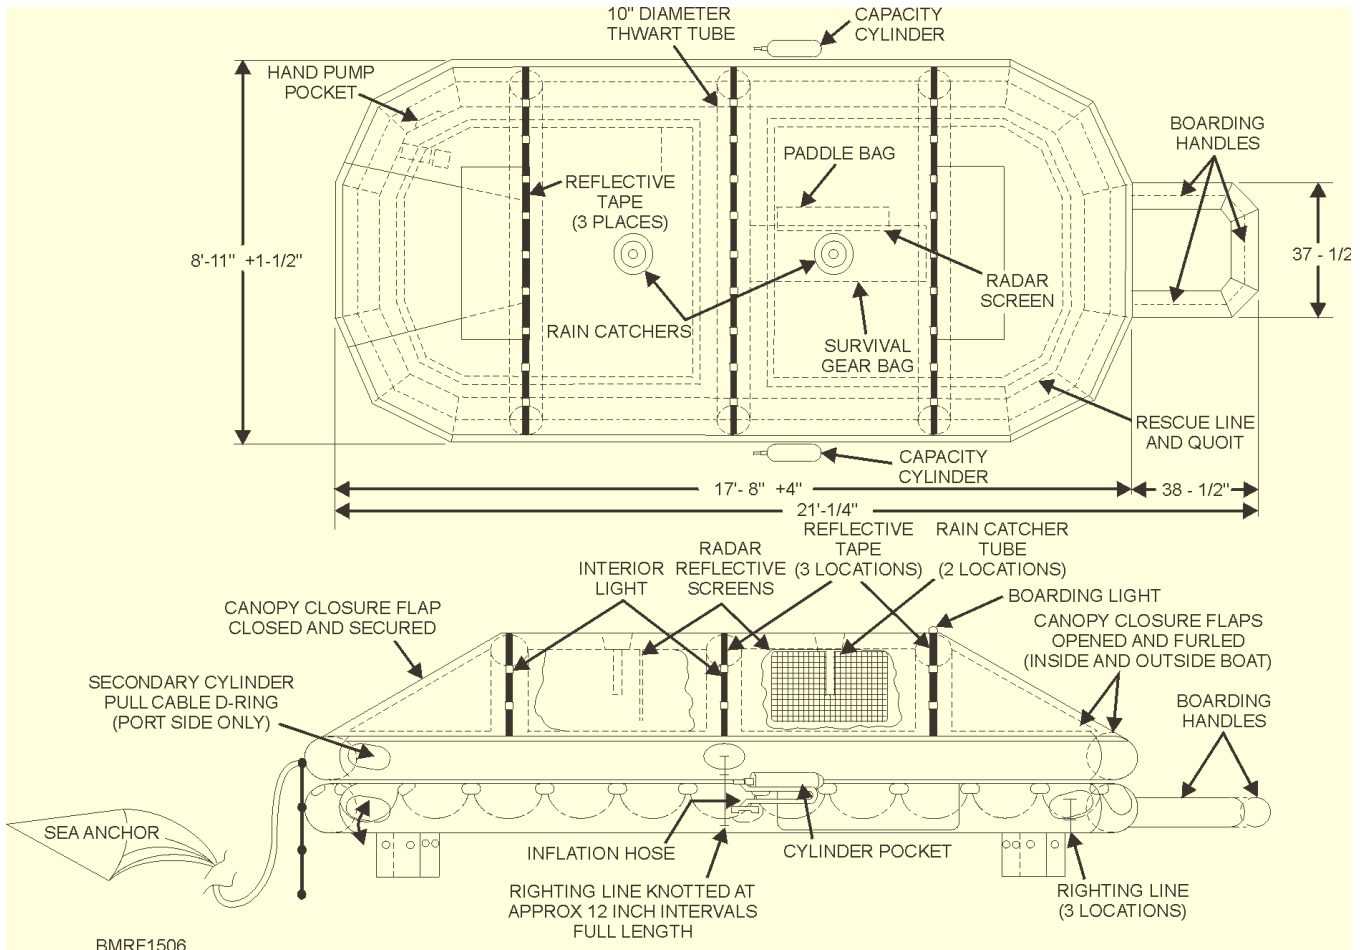 10" DIAMETER
THWART TUBE
CAPACITY
CYLINDER
HAND PUMP
POCKET
BOARDING
HANDLES
PADDLE BAG
REFLECTIVE
TAPE
(3 PLACES)
8'-11" +1-1/2"
37 - 1/2
RADAR
SCREEN
RAIN CATCHERS
SURVIVAL
GEAR BAG
RESCUE LINE
AND QUOIT
CAPACITY
CYLINDER
17'- 8" +4"
38 - 1/2"
21'-1/4"
REFLECTIVE
TAPE
(3 LOCATIONS)
RAIN CATCHER
TUBE
(2 LOCATIONS)
RADAR
REFLECTIVE
SCREENS
INTERIOR
LIGHT
BOARDING LIGHT
CANOPY CLOSURE FLAP
CLOSED AND SECURED
CANOPY CLOSURE FLAPS
OPENED AND FURLED
(INSIDE AND OUTSIDE BOAT)
SECONDARY CYLINDER
PULL CABLE D-RING
(PORT SIDE ONLY)
BOARDING
HANDLES
SEA ANCHOR
INFLATION HOSE
CYLINDER POCKET
RIGHTING LINE KNOTTED AT
APPROX 12 INCH INTERVALS
FULL LENGTH
RIGHTING LINE
(3 LOCATIONS)
BMRF1506